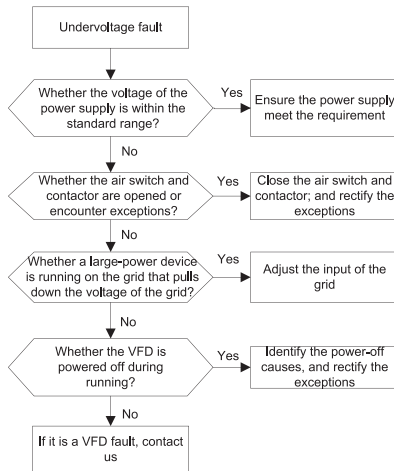 Undervoltage fault
Whether the voltage of the
power supply is within the
standard range?
Yes
Ensure the power supply
meet the requirement
No
Whether the air switch and
contactor are opened or
encounter exceptions?
Yes
Close the air switch and
contactor; and rectify the
exceptions
No
Whether a large-power device
is running on the grid that pulls
down the voltage of the grid?
Yes
Adjust the input of the
grid
No
Whether the VFD is
powered off during
running?
Yes
Identify the power-off
causes, and rectify the
exceptions
No
If it is a VFD fault, contact
us